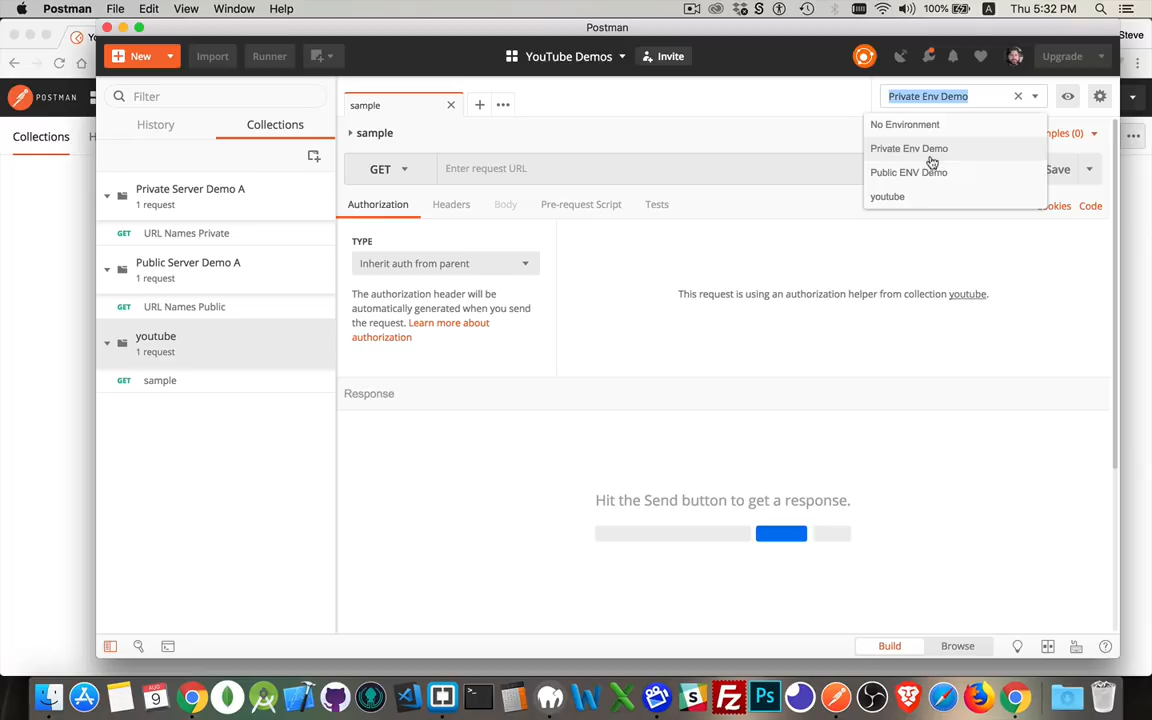 Postman File Edit View Window Help
100% A Thu 5:32 PM
Postman
Steve
New Import Runner
YouTube Demos Invite
Upgrade
POSTMAN
Filter
sample
Private Env Demo
History Collections
No Environment
Private Env Demo
Public ENV Demo
youtube
Collections
sample
(0)
GET Enter request URL
Authorization Headers Body Pre-request Script Tests
Code
Private Server Demo A
1 request
GET URL Names Private
Public Server Demo A
1 request
GET URL Names Public
youtube
1 request
GET sample
TYPE
Inherit auth from parent
The authorization header will be
automatically generated when you send
the request. Learn more about
authorization
This request is using an authorization helper from collection youtube.
Response
Hit the Send button to get a response.
Build Browse
AUG
9
Ps